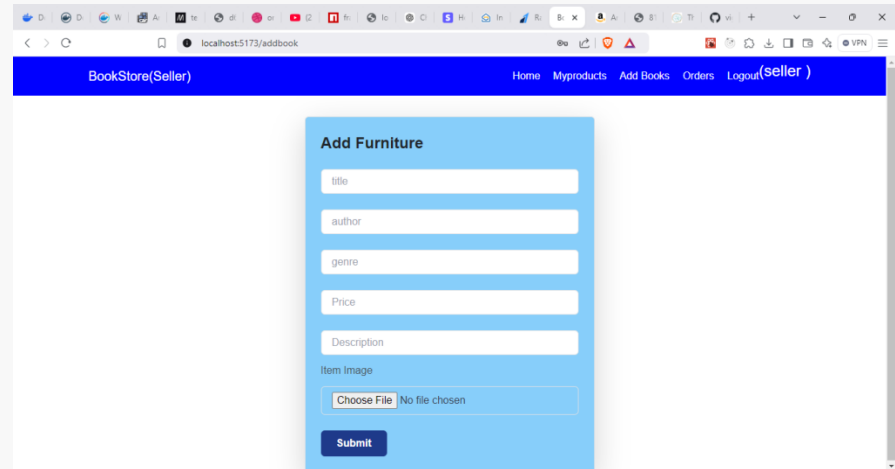 localhost:5173/addbook
VPN
BookStore(Seller)
Home Myproducts Add Books Orders Logout(seller )
Add Furniture
title
author
genre
Price
Description
Item Image
Choose File No file chosen
Submit